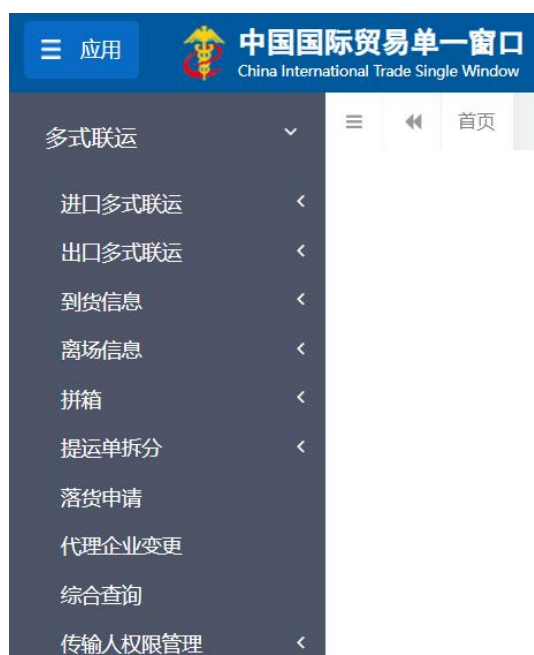 应用
中国国际贸易单一窗口
China International Trade Single Window
多式联运
首页
进口多式联运
出口多式联运
到货信息
离场信息
拼箱
提运单拆分
落货申请
代理企业变更
综合查询
传输人权限管理